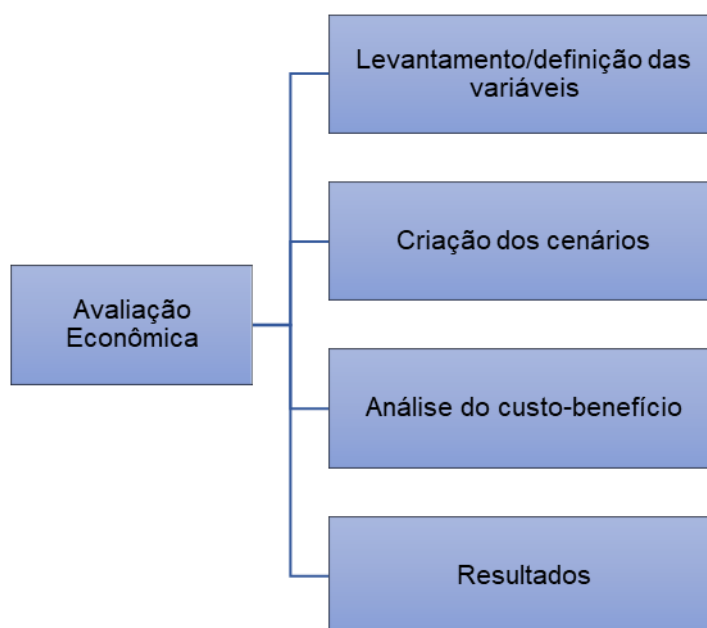 Levantamento/definição das
variáveis
Criação dos cenários
Avaliação
Econômica
Análise do custo-benefício
Resultados